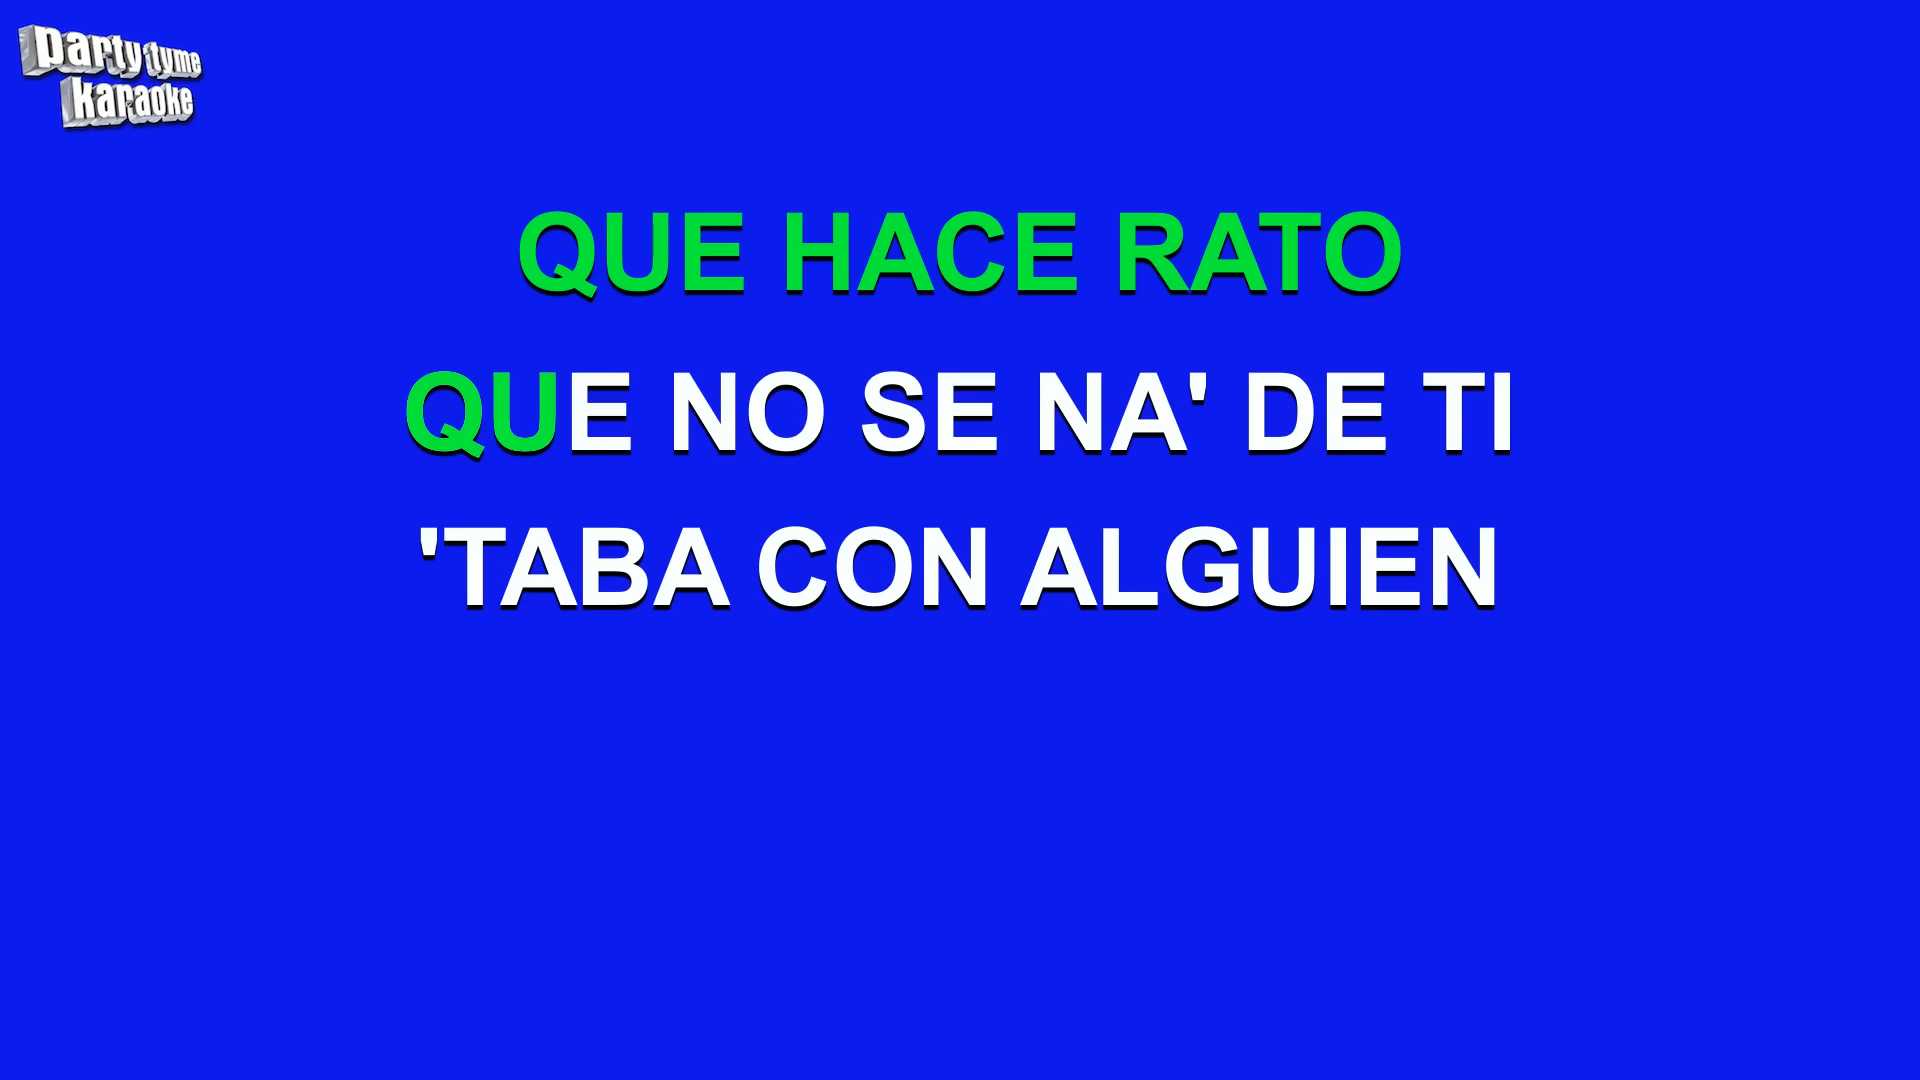 party tyme
karaoke
QUE HACE RATO
QUE NO SE NA' DE TI
'TABA CON ALGUIEN